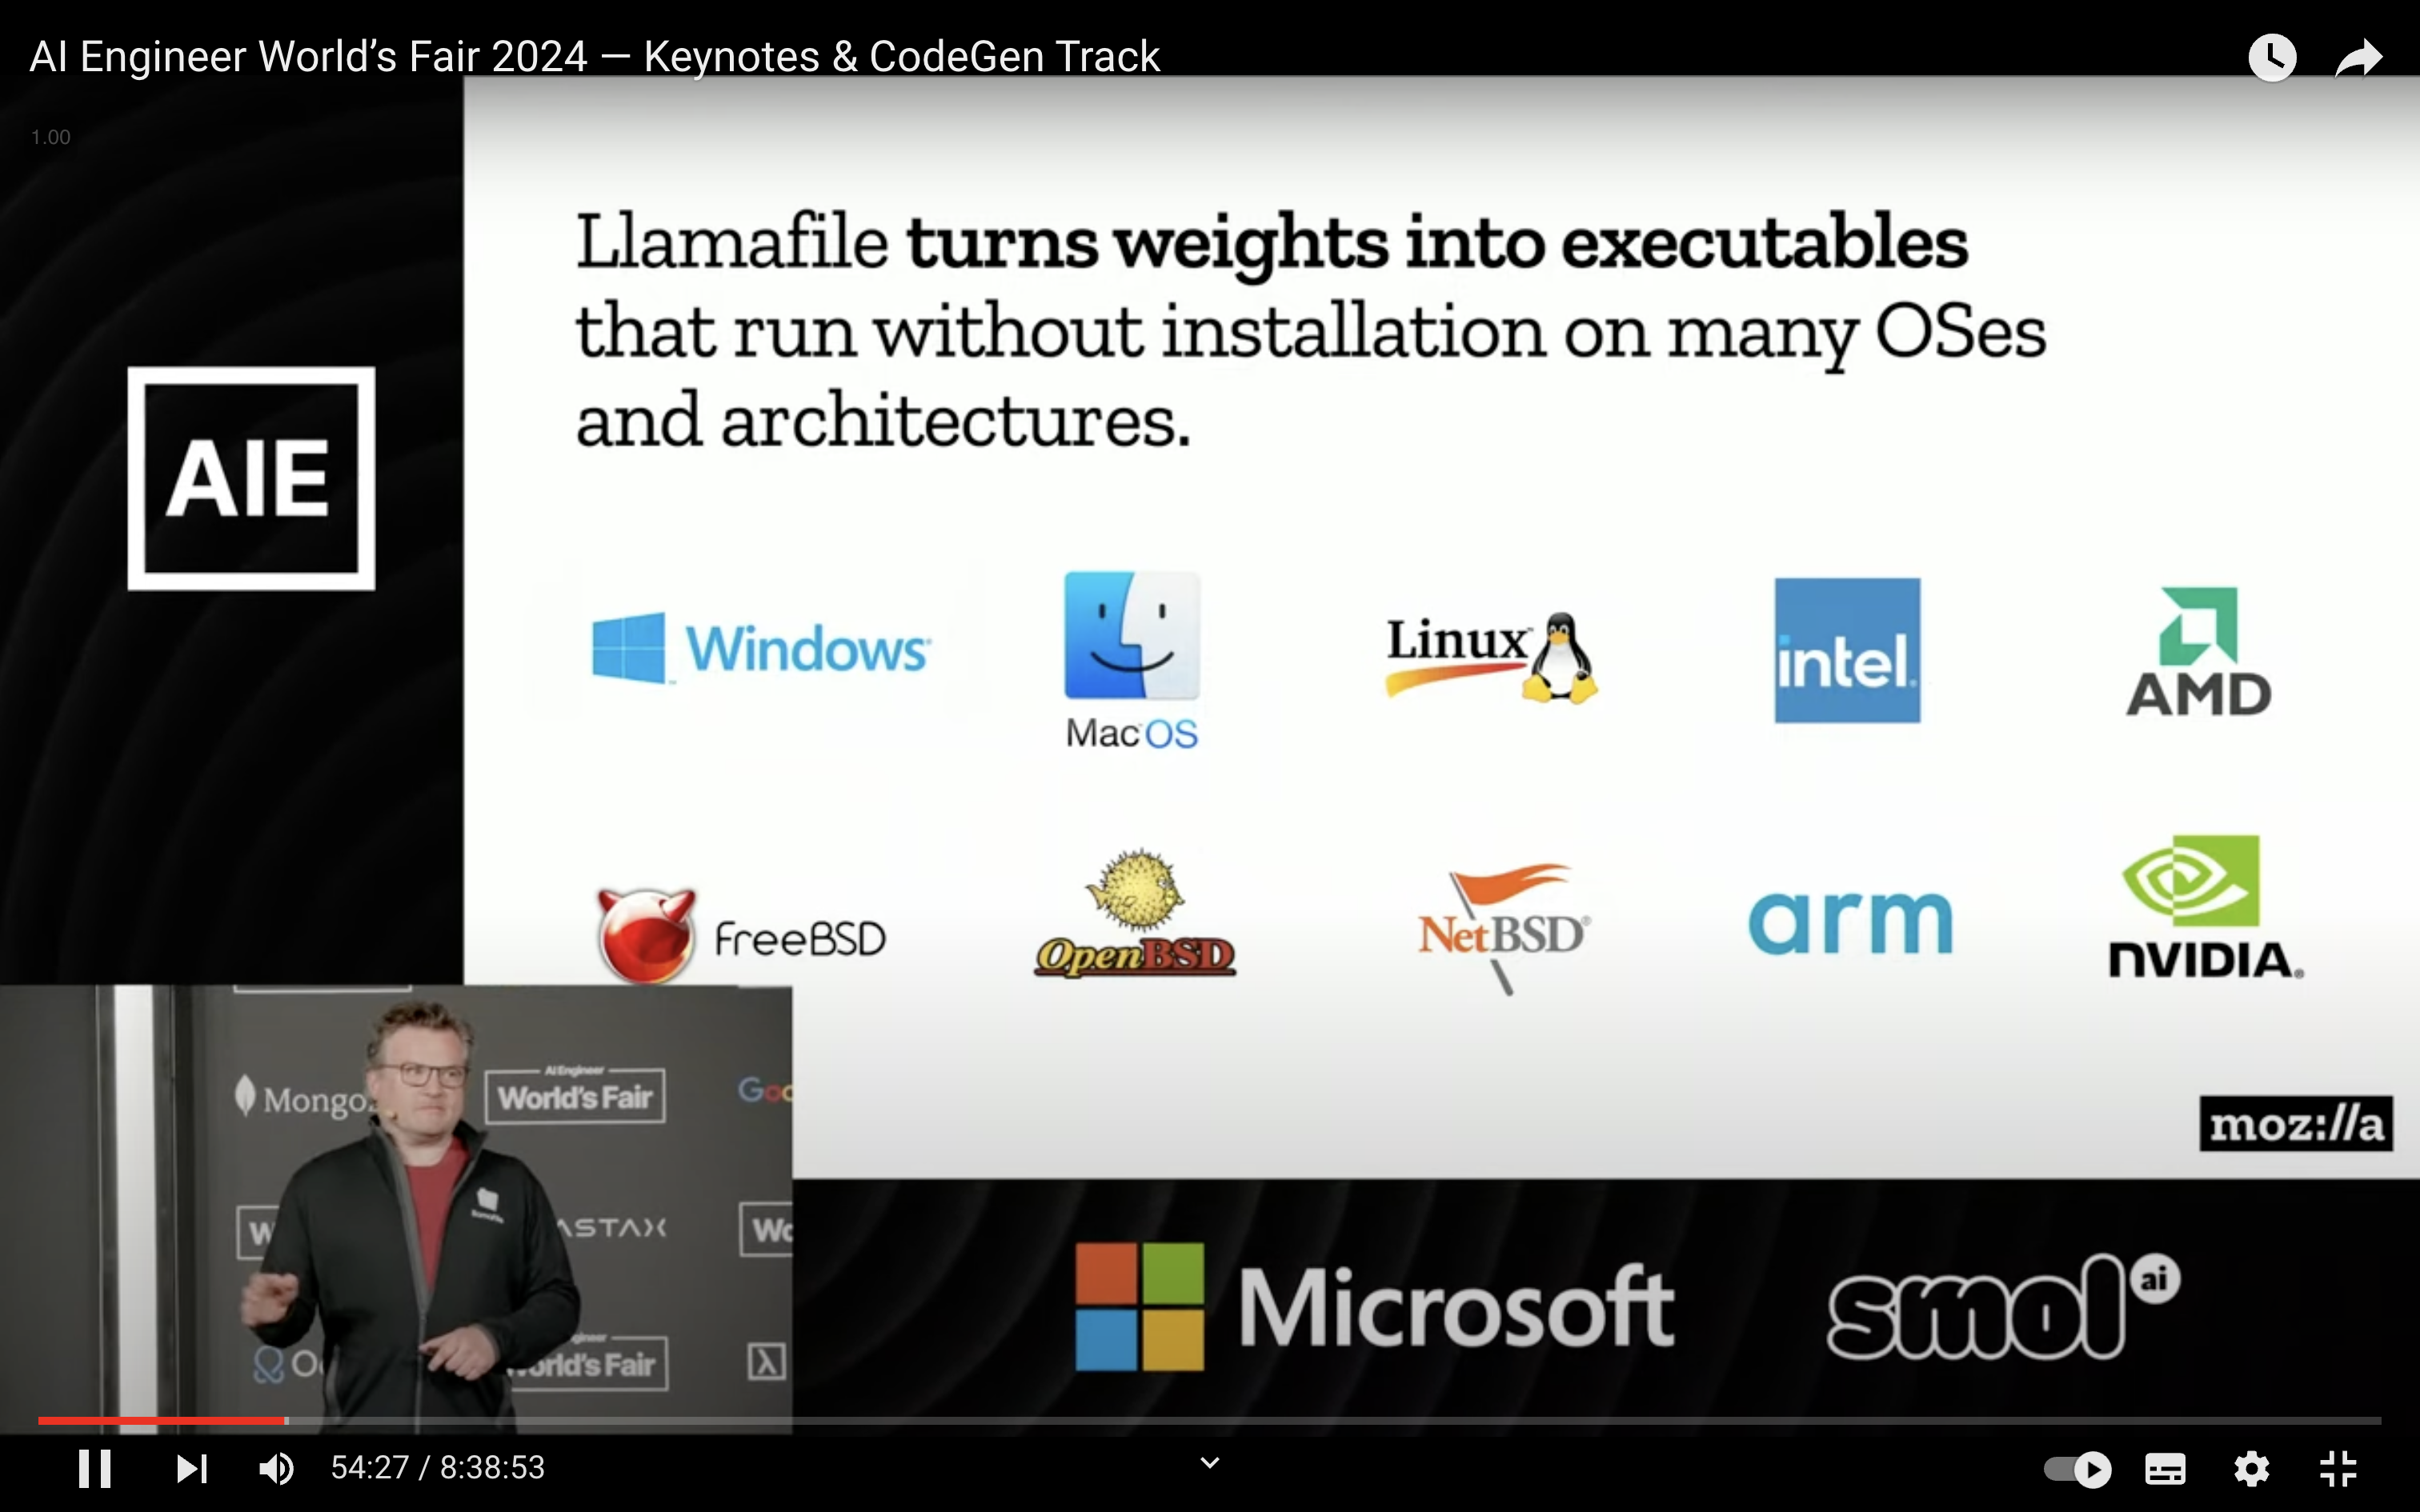 AI Engineer World’s Fair 2024 — Keynotes & CodeGen Track
1.00
AIE
Llamafile turns weights into executables
that run without installation on many OSes
and architectures.
Windows
MacOS
Linux
intel
AMD
FreeBSD
OpenBSD
NetBSD
arm
NVIDIA
moz://a
Mongo
AI Engineer
World's Fair
Goo
W
ASTAX
Wo
gineer
orld's Fair
λ
Microsoft
smol ai
54:27 / 8:38:53